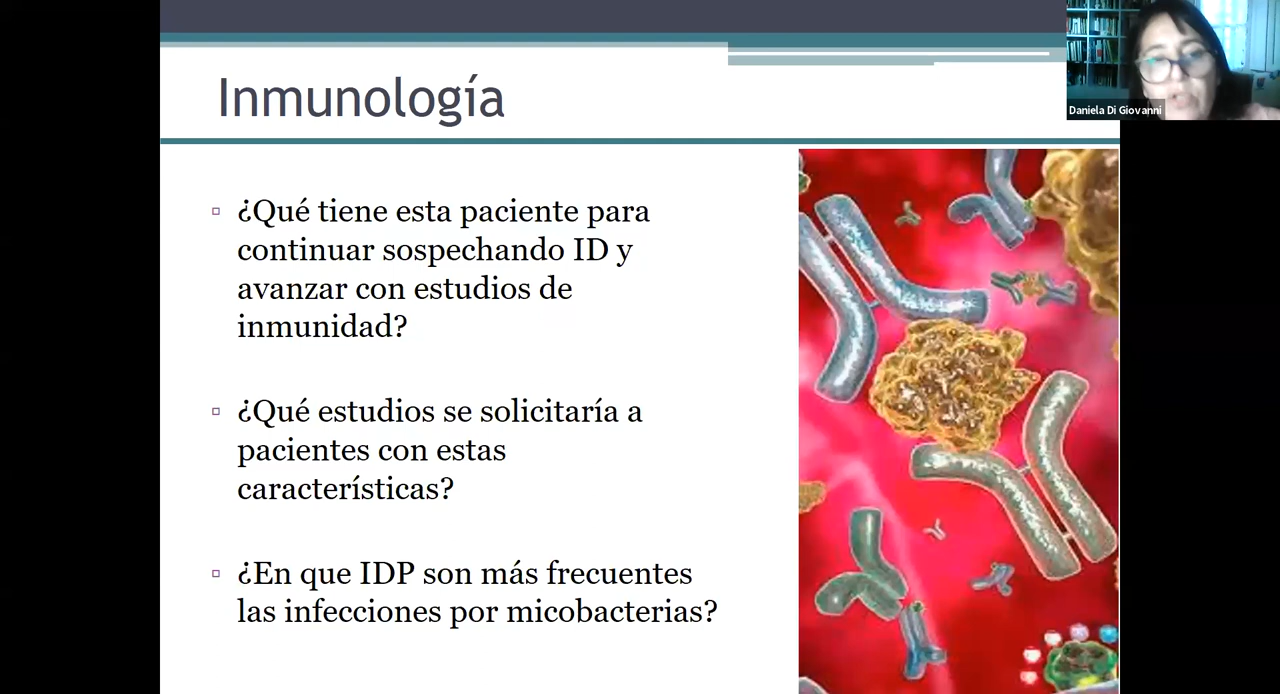 Inmunología
Daniela Di Giovanni
¿Qué tiene esta paciente para
continuar sospechando ID y
avanzar con estudios de
inmunidad?
¿Qué estudios se solicitaría a
pacientes con estas
características?
¿En que IDP son más frecuentes
las infecciones por micobacterias?